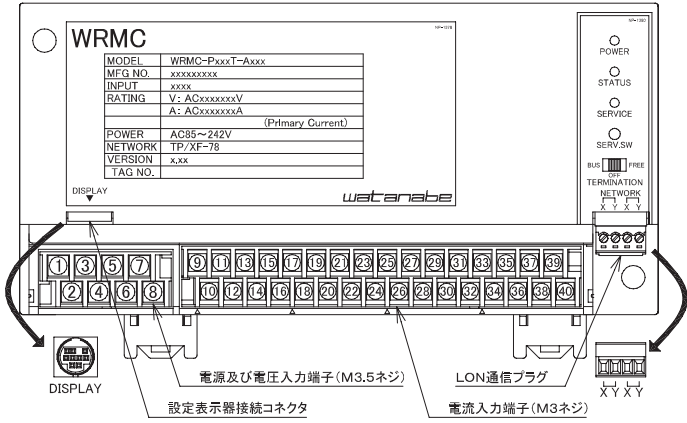 WRMC
NP-1378
MODEL WRMC-PxxxT-Axxx
MFG NO. xxxxxxxxx
INPUT xxxx
RATING V: ACxxxxxxxV
A: ACxxxxxxxA
(Primary Current)
POWER AC85～242V
NETWORK TP/XF-78
VERSION x.xx
TAG NO.
DISPLAY
▼
watanabe
POWER
STATUS
SERVICE
SERV.SW
BUS FREE
OFF
TERMINATION
NETWORK
X Y X Y
① ③ ⑤ ⑦ ⑨ ⑪ ⑬ ⑮ ⑰ ⑲ ㉑ ㉓ ㉕ ㉗ ㉙ ㉛ ㉝ ㉟ ㊲ ㊴
② ④ ⑥ ⑧ ⑩ ⑫ ⑭ ⑯ ⑱ ⑳ ㉒ ㉔ ㉖ ㉘ ㉚ ㉜ ㉞ ㊱ ㊳ ㊵
DISPLAY
電源及び電圧入力端子(M3.5ネジ)
設定表示器接続コネクタ
LON通信プラグ
電流入力端子(M3ネジ)
X Y X Y